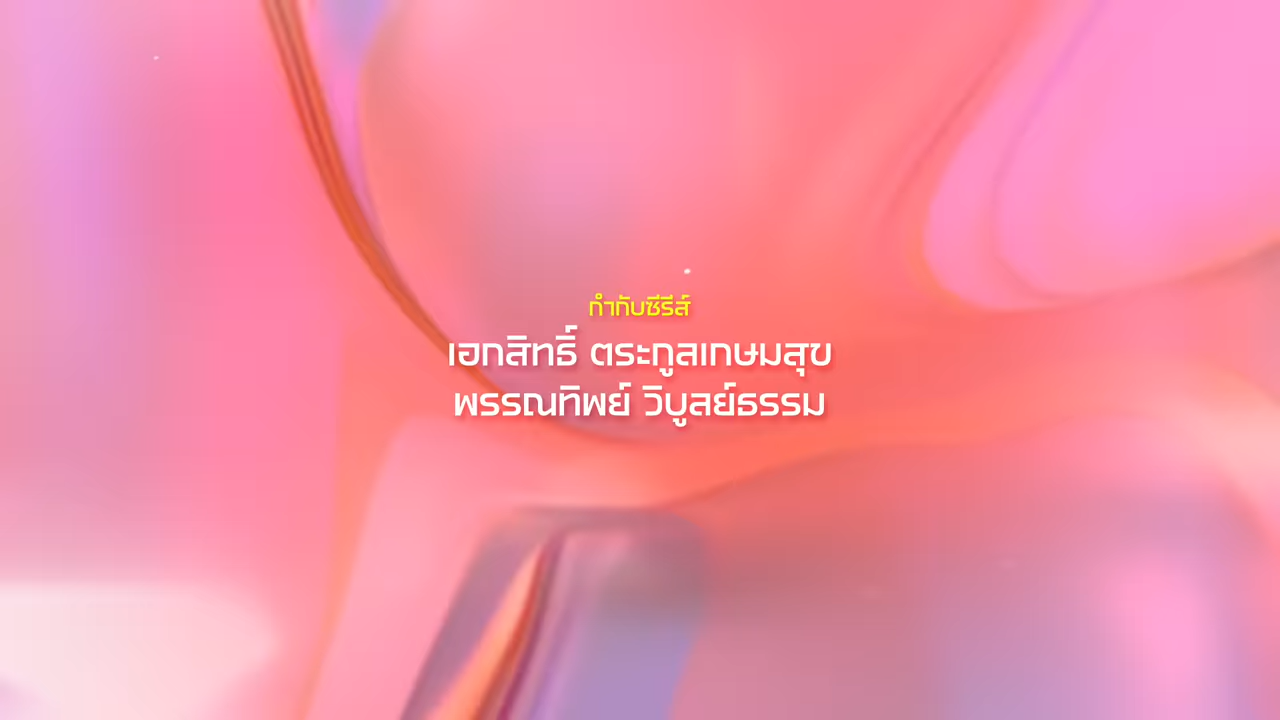 กำกับซีรีส์
เอกสิทธิ์ ตระกูลเกษมสุข
พรรณทิพย์ วิบูลย์ธรรม